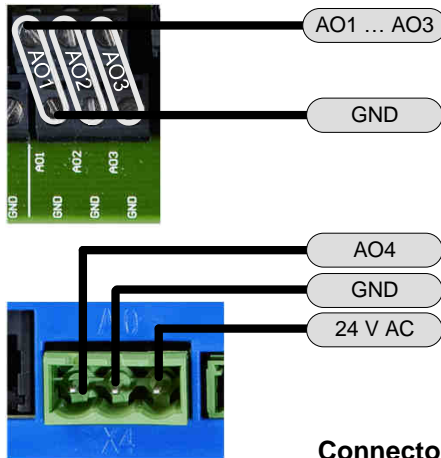 AO1 … AO3
AO1
AO2
AO3
GND
AO1
AO2
AO3
GND
GND
GND
GND
AO4
GND
24 V AC
AO
X4
Connecto